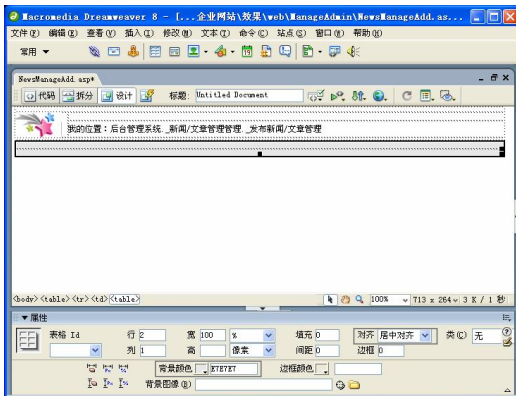 Macromedia Dreamweaver 8 - [...企业网站\效果\web\ManageAdmin\NewsManageAdd.as...
文件(F) 编辑(E) 查看(V) 插入(I) 修改(M) 文本(T) 命令(C) 站点(S) 窗口(W) 帮助(H)
常用
NewsManageAdd.asp*
代码 拆分 设计 标题: Untitled Document
我的位置：后台管理系统._新闻/文章管理管理._发布新闻/文章管理
<body> <table> <tr> <td> <table> 100% 713 x 264 3 K / 1 秒
属性
表格 Id 行 2 宽 100 % 填充 0 对齐 居中对齐 类(C) 无
列 1 高 像素 间距 0 边框 0
背景颜色 E7E7E7 边框颜色
背景图像(B)